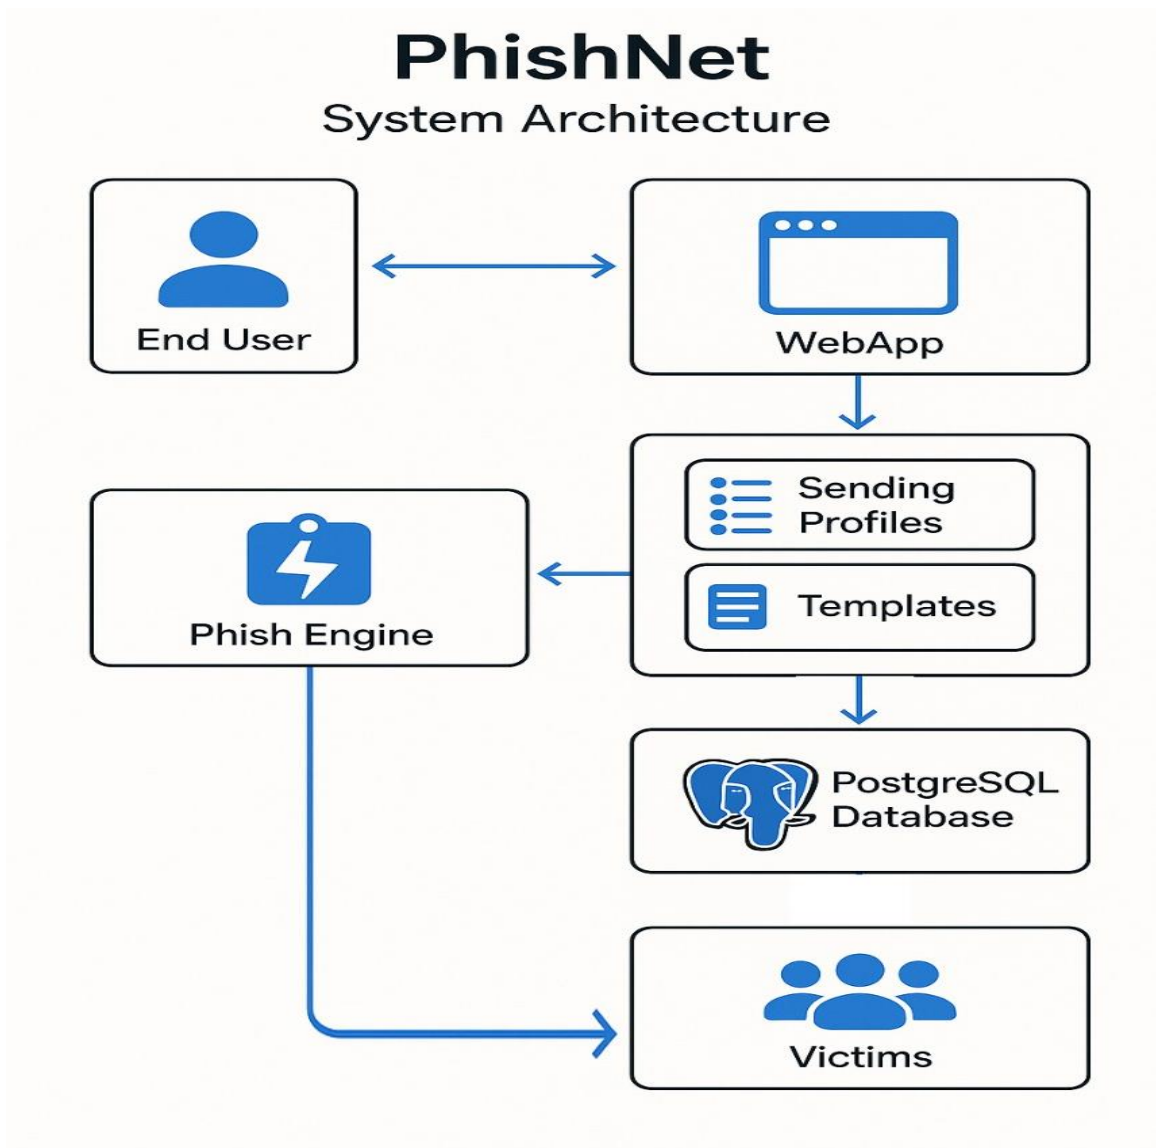 PhishNet
System Architecture
End User
WebApp
Sending
Profiles
Templates
Phish Engine
PostgreSQL
Database
Victims